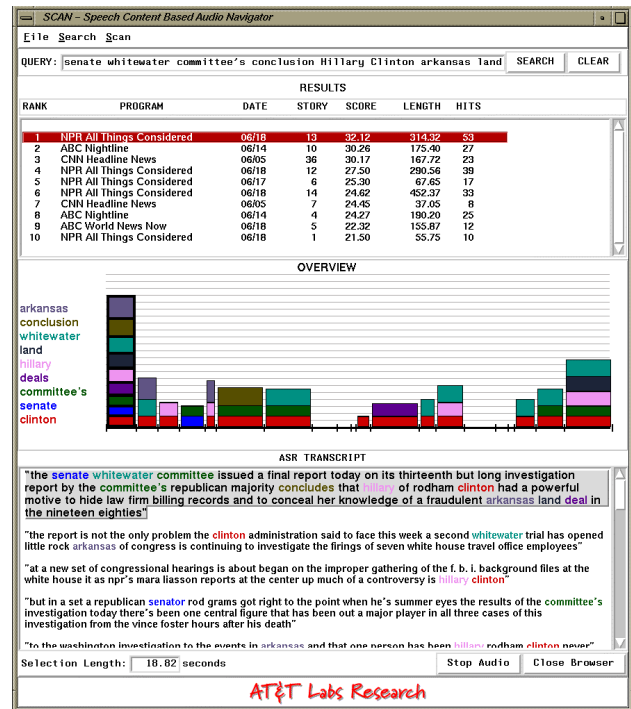 SCAN – Speech Content Based Audio Navigator
File Search Scan
QUERY: senate whitewater committee's conclusion Hillary Clinton arkansas land SEARCH CLEAR
RESULTS
RANK PROGRAM DATE STORY SCORE LENGTH HITS
1 NPR All Things Considered 06/18 13 32.12 314.32 53
2 ABC Nightline 06/14 10 30.26 175.40 27
3 CNN Headline News 06/05 36 30.17 167.72 23
4 NPR All Things Considered 06/18 12 27.50 290.56 39
5 NPR All Things Considered 06/17 6 25.30 67.65 17
6 NPR All Things Considered 06/18 14 24.62 452.37 33
7 CNN Headline News 06/05 7 24.45 37.05 8
8 ABC Nightline 06/14 4 24.27 190.20 25
9 ABC World News Now 06/18 5 22.32 155.87 12
10 NPR All Things Considered 06/18 1 21.50 55.75 10
OVERVIEW
arkansas
conclusion
whitewater
land
hillary
deals
committee's
senate
clinton
ASR TRANSCRIPT
"the senate whitewater committee issued a final report today on its thirteenth but long investigation
report by the committee's republican majority concludes that hillary of rodham clinton had a powerful
motive to hide law firm billing records and to conceal her knowledge of a fraudulent arkansas land deal in
the nineteen eighties"
"the report is not the only problem the clinton administration said to face this week a second whitewater trial has opened
little rock arkansas of congress is continuing to investigate the firings of seven white house travel office employees"
"at a new set of congressional hearings is about began on the improper gathering of the f. b. i. background files at the
white house it as npr's mara liasson reports at the center up much of a controversy is hillary clinton"
"but in a set a republican senator rod grams got right to the point when he's summer eyes the results of the committee's
investigation today there's been one central figure that has been out a major player in all three cases of this
investigation from the vince foster hours after his death"
"to the washington investigation to the events in arkansas and that one person has been hillary rodham clinton never"
Selection Length: 18.82 seconds Stop Audio Close Browser
AT&T Labs Research